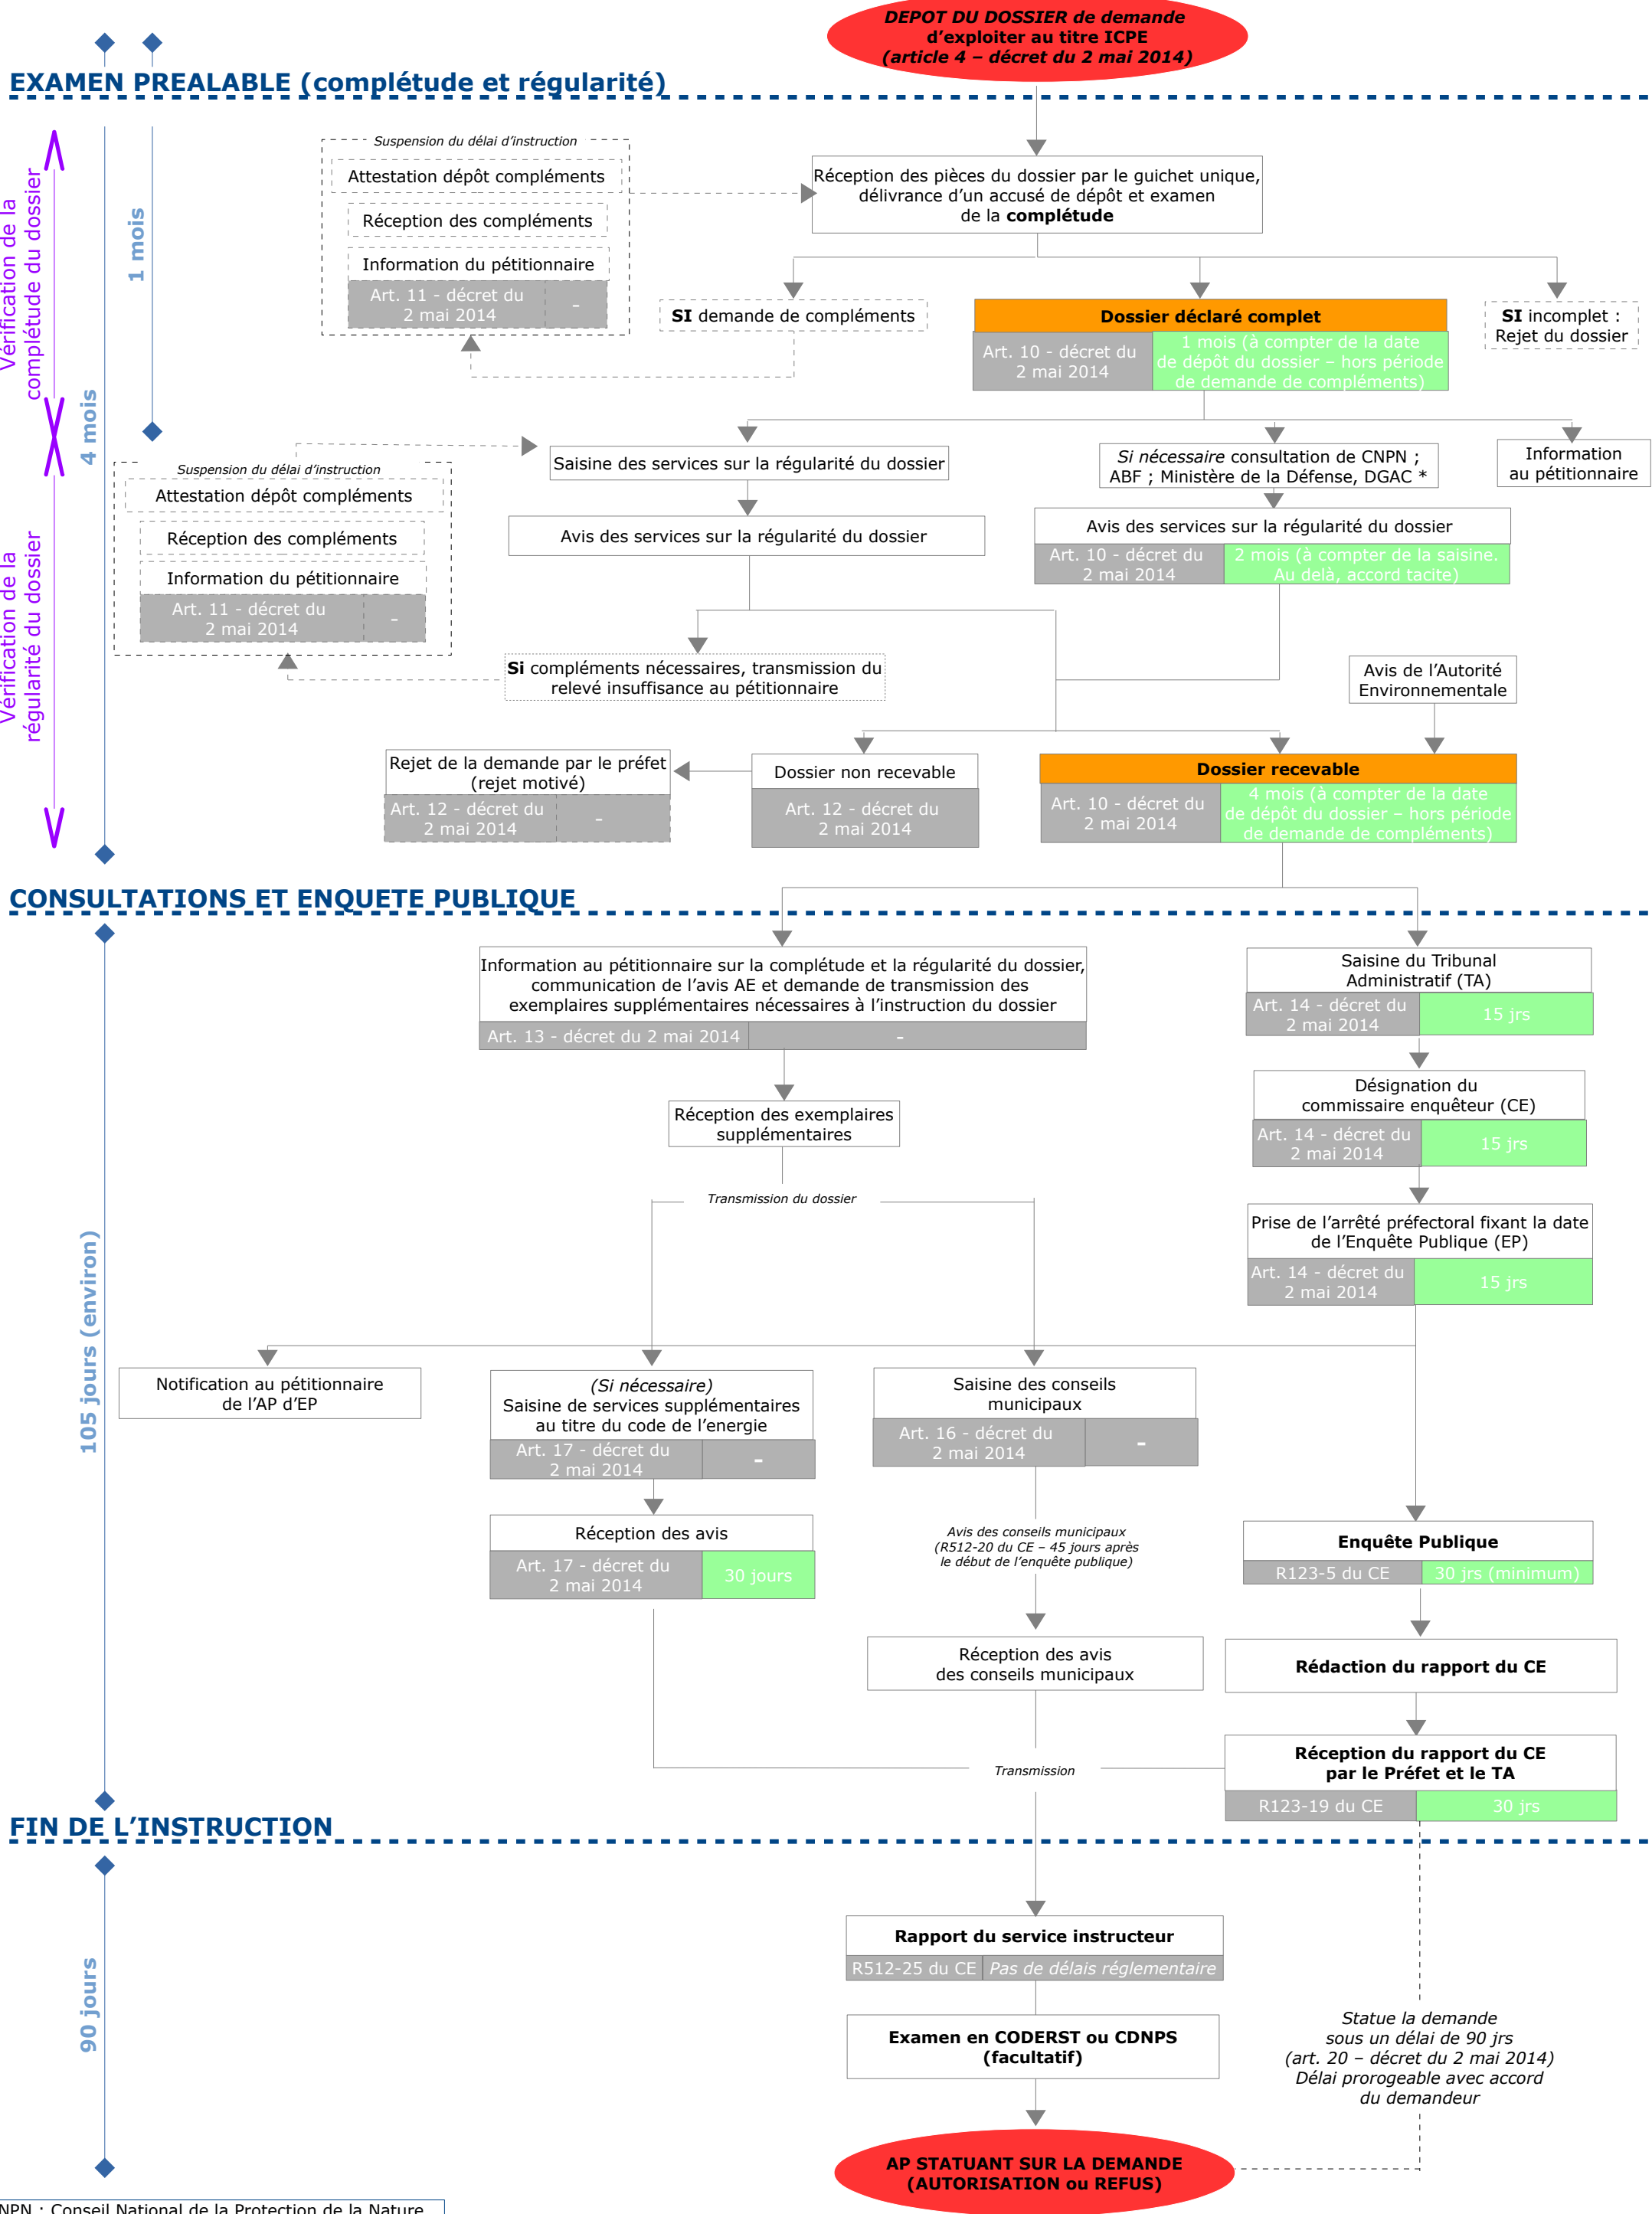 DEPOT DU DOSSIER de demande
d'exploiter au titre ICPE
(article 4 – décret du 2 mai 2014)
EXAMEN PREALABLE (complétude et régularité)
Vérification de la
complétude du dossier
1 mois
4 mois
Suspension du délai d'instruction
Attestation dépôt compléments
Réception des compléments
Information du pétitionnaire
Art. 11 - décret du
2 mai 2014
-
Réception des pièces du dossier par le guichet unique,
délivrance d'un accusé de dépôt et examen
de la complétude
SI demande de compléments
Dossier déclaré complet
Art. 10 - décret du
2 mai 2014
1 mois (à compter de la date
de dépôt du dossier – hors période
de demande de compléments)
SI incomplet :
Rejet du dossier
Vérification de la
régularité du dossier
Suspension du délai d'instruction
Attestation dépôt compléments
Réception des compléments
Information du pétitionnaire
Art. 11 - décret du
2 mai 2014
-
Saisine des services sur la régularité du dossier
Si nécessaire consultation de CNPN ;
ABF ; Ministère de la Défense, DGAC *
Information
au pétitionnaire
Avis des services sur la régularité du dossier
Avis des services sur la régularité du dossier
Art. 10 - décret du
2 mai 2014
2 mois (à compter de la saisine.
Au delà, accord tacite)
Si compléments nécessaires, transmission du
relevé insuffisance au pétitionnaire
Avis de l'Autorité
Environnementale
Rejet de la demande par le préfet
(rejet motivé)
Art. 12 - décret du
2 mai 2014
-
Dossier non recevable
Art. 12 - décret du
2 mai 2014
Dossier recevable
Art. 10 - décret du
2 mai 2014
4 mois (à compter de la date
de dépôt du dossier – hors période
de demande de compléments)
CONSULTATIONS ET ENQUETE PUBLIQUE
105 jours (environ)
Information au pétitionnaire sur la complétude et la régularité du dossier,
communication de l'avis AE et demande de transmission des
exemplaires supplémentaires nécessaires à l'instruction du dossier
Art. 13 - décret du 2 mai 2014
-
Saisine du Tribunal
Administratif (TA)
Art. 14 - décret du
2 mai 2014
15 jrs
Réception des exemplaires
supplémentaires
Désignation du
commissaire enquêteur (CE)
Art. 14 - décret du
2 mai 2014
15 jrs
Transmission du dossier
Prise de l'arrêté préfectoral fixant la date
de l'Enquête Publique (EP)
Art. 14 - décret du
2 mai 2014
15 jrs
Notification au pétitionnaire
de l'AP d'EP
(Si nécessaire)
Saisine de services supplémentaires
au titre du code de l'energie
Art. 17 - décret du
2 mai 2014
-
Saisine des conseils
municipaux
Art. 16 - décret du
2 mai 2014
-
Réception des avis
Art. 17 - décret du
2 mai 2014
30 jours
Avis des conseils municipaux
(R512-20 du CE – 45 jours après
le début de l'enquête publique)
Enquête Publique
R123-5 du CE
30 jrs (minimum)
Réception des avis
des conseils municipaux
Rédaction du rapport du CE
Transmission
Réception du rapport du CE
par le Préfet et le TA
R123-19 du CE
30 jrs
FIN DE L'INSTRUCTION
90 jours
Rapport du service instructeur
R512-25 du CE
Pas de délais réglementaire
Examen en CODERST ou CDNPS
(facultatif)
Statue la demande
sous un délai de 90 jrs
(art. 20 – décret du 2 mai 2014)
Délai prorogeable avec accord
du demandeur
AP STATUANT SUR LA DEMANDE
(AUTORISATION ou REFUS)
NPN : Conseil National de la Protection de la Nature